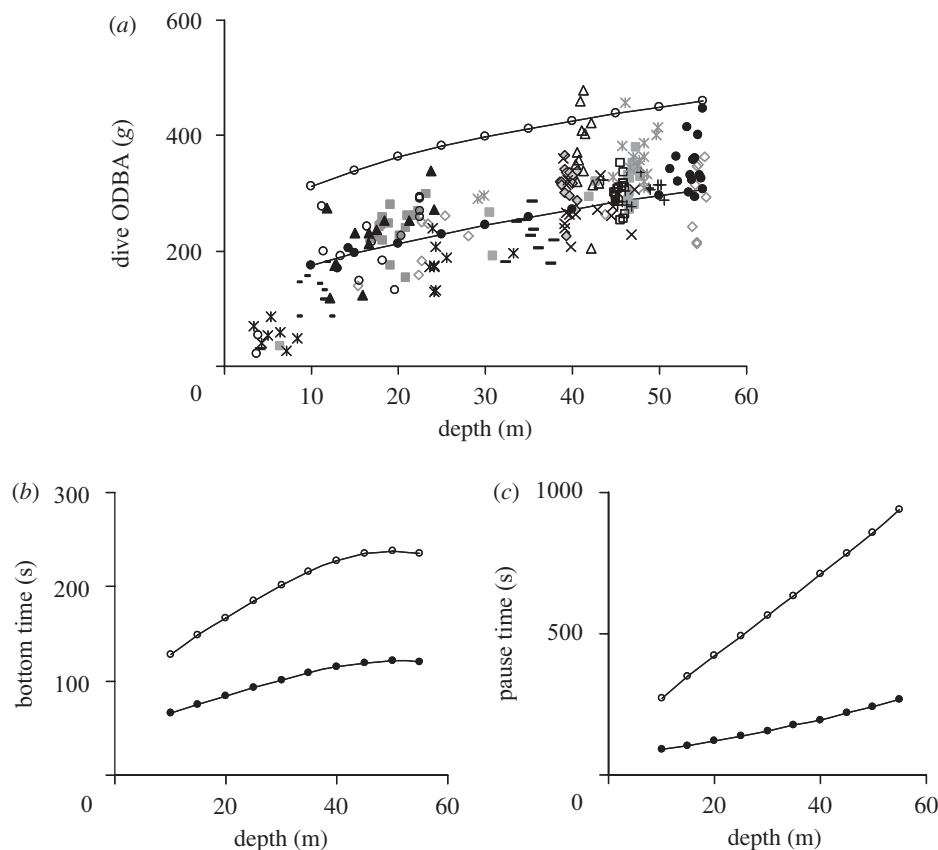 (a)
600
400
200
0
dive ODBA (g)
10 20 30 40 50 60
depth (m)
(b)
300
200
100
0
bottom time (s)
20 40 60
depth (m)
(c)
1000
500
0
pause time (s)
20 40 60
depth (m)